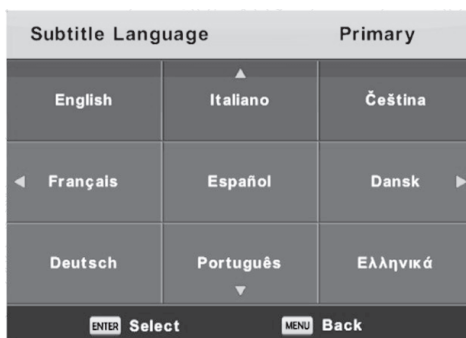 Subtitle Language Primary
English Italiano Čeština
Français Español Dansk
Deutsch Português Ελληνικά
ENTER Select MENU Back